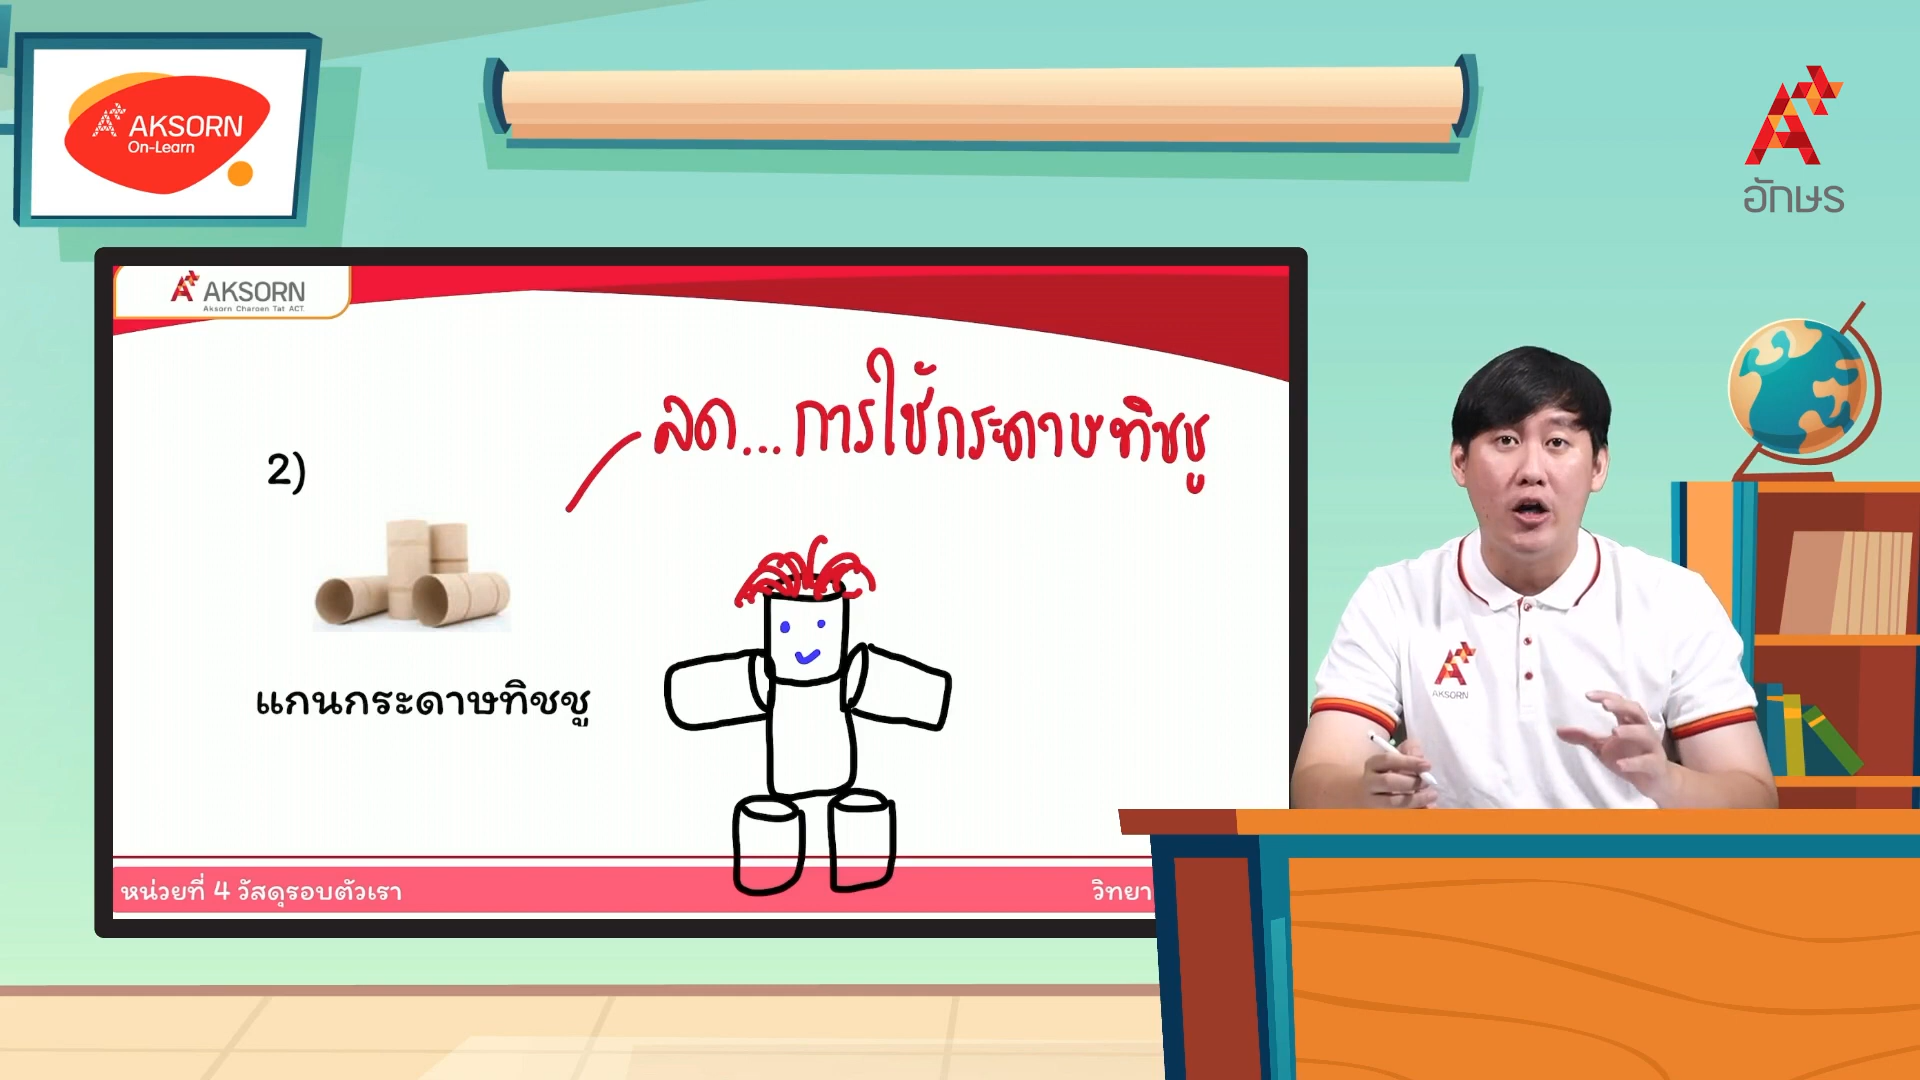 AKSORN
On-Learn
อักษร
AKSORN
Aksorn Charoen Tat ACT.
ลด...การใช้กระดาษทิชชู
2)
แกนกระดาษทิชชู
AKSORN
หน่วยที่ 4 วัสดุรอบตัวเรา
วิทยา